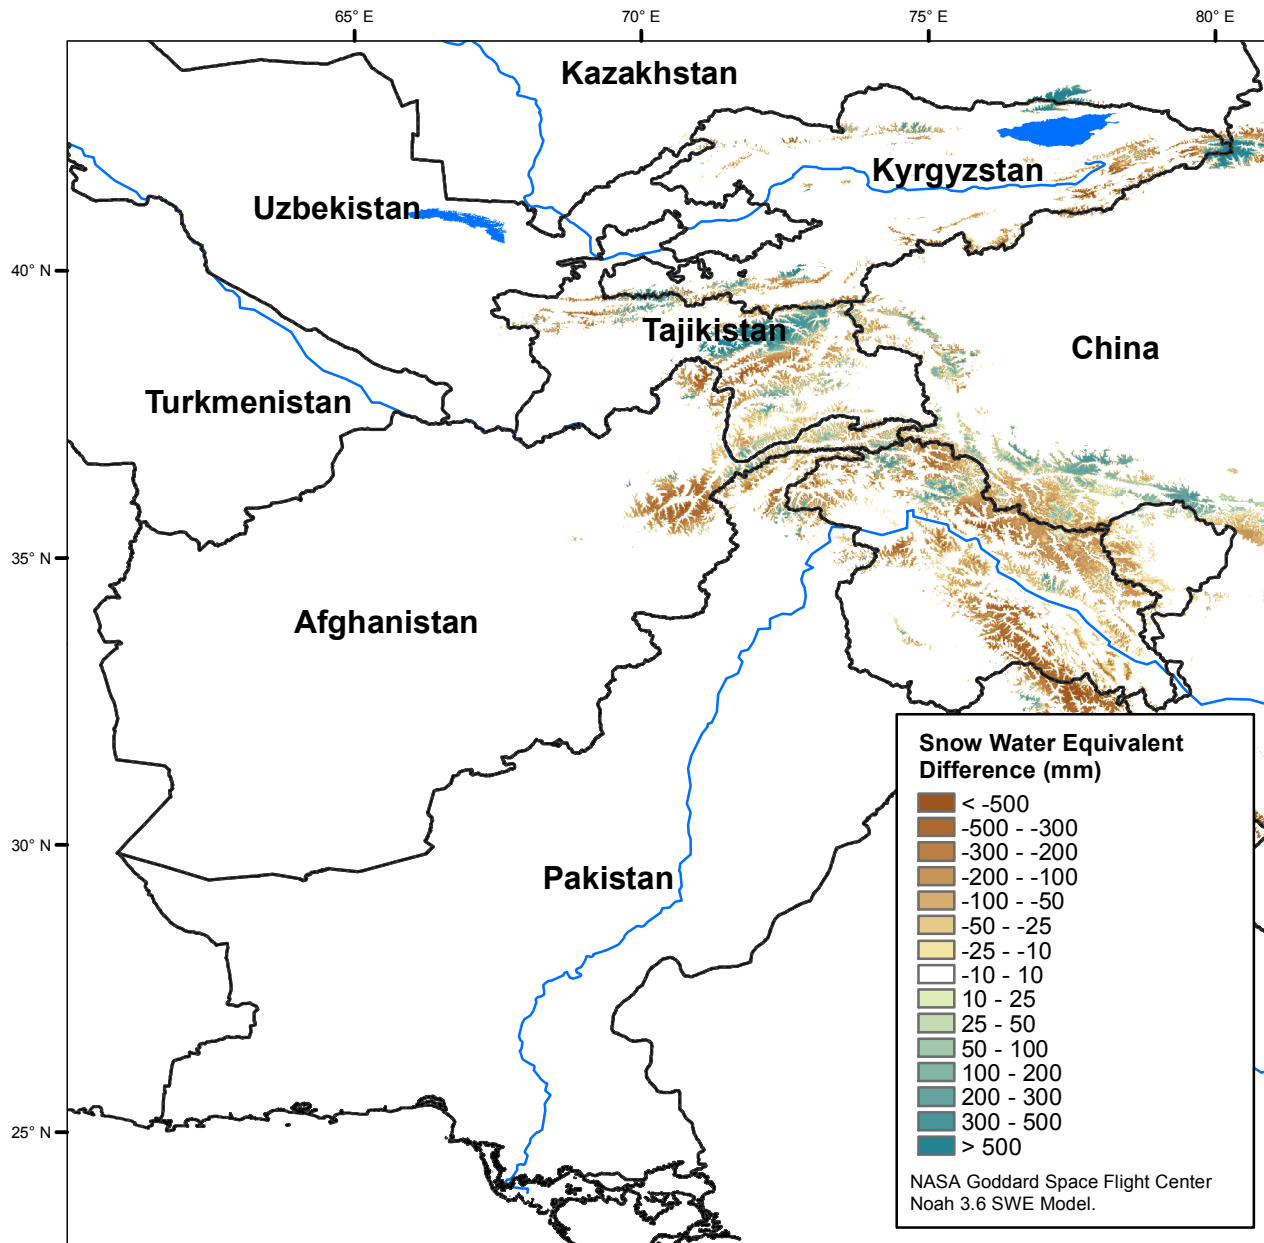 65° E
70° E
75° E
80° E
Kazakhstan
Kyrgyzstan
Uzbekistan
40° N
Tajikistan
China
Turkmenistan
35° N
Afghanistan
30° N
Pakistan
25° N
Snow Water Equivalent
Difference (mm)
< -500
-500 - -300
-300 - -200
-200 - -100
-100 - -50
-50 - -25
-25 - -10
-10 - 10
10 - 25
25 - 50
50 - 100
100 - 200
200 - 300
300 - 500
> 500
NASA Goddard Space Flight Center
Noah 3.6 SWE Model.